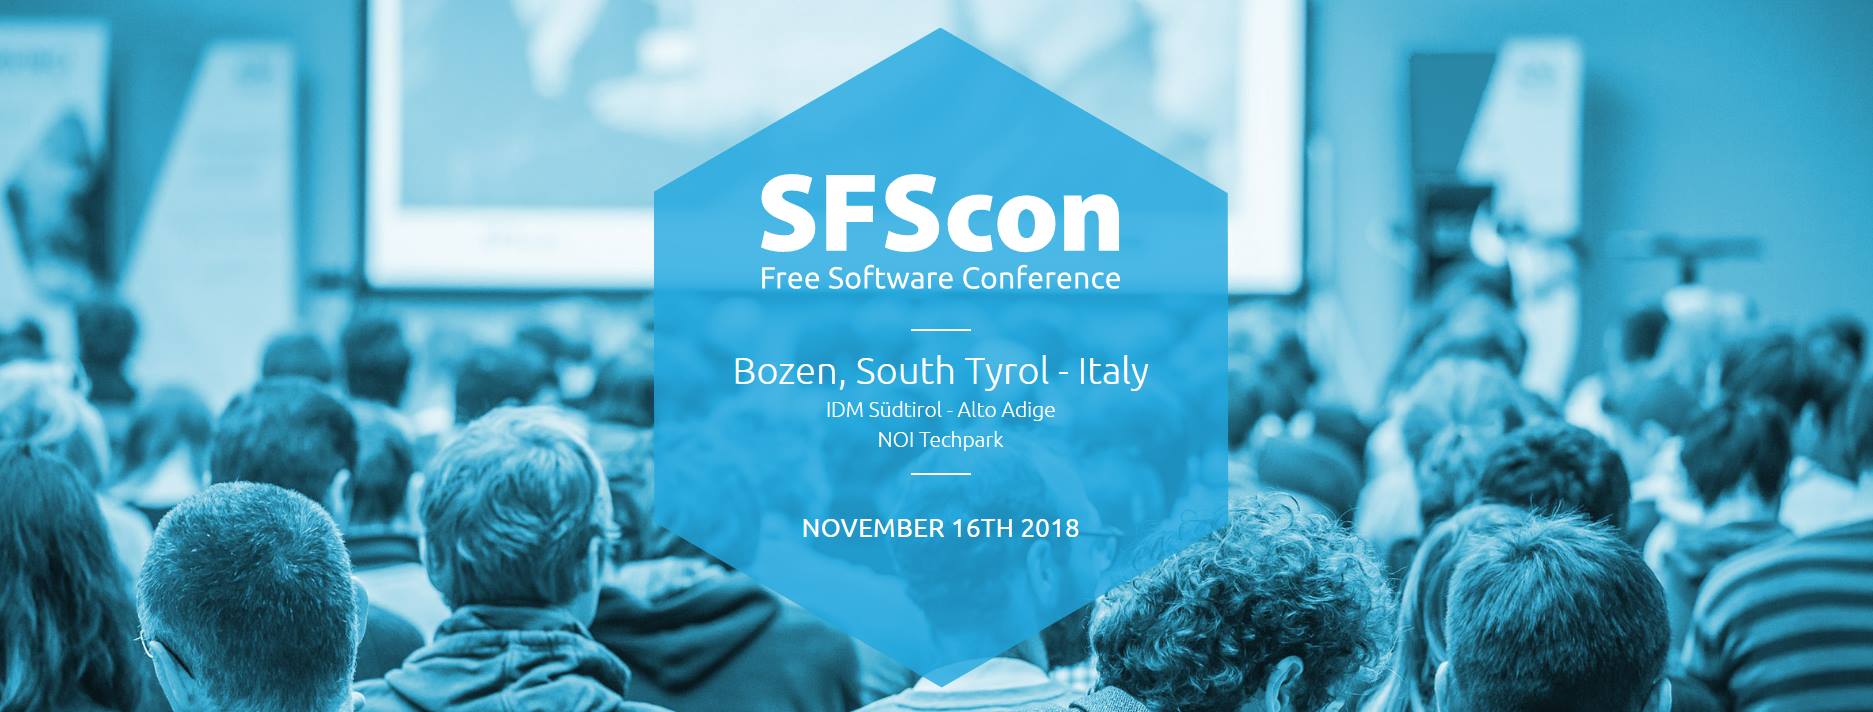 SFScon
Free Software Conference
Bozen, South Tyrol - Italy
IDM Südtirol - Alto Adige
NOI Techpark
NOVEMBER 16TH 2018